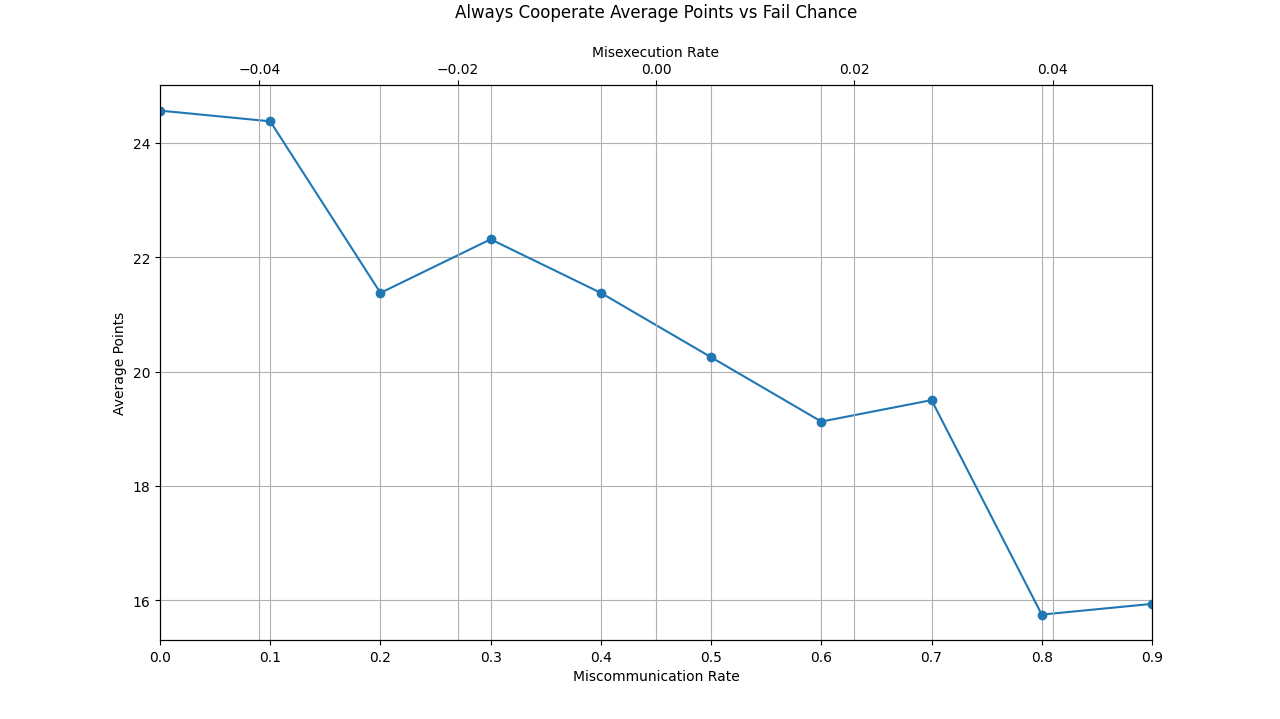 Always Cooperate Average Points vs Fail Chance
Misexecution Rate
−0.04 −0.02 0.00 0.02 0.04
24
22
20
18
16
Average Points
0.0 0.1 0.2 0.3 0.4 0.5 0.6 0.7 0.8 0.9
Miscommunication Rate